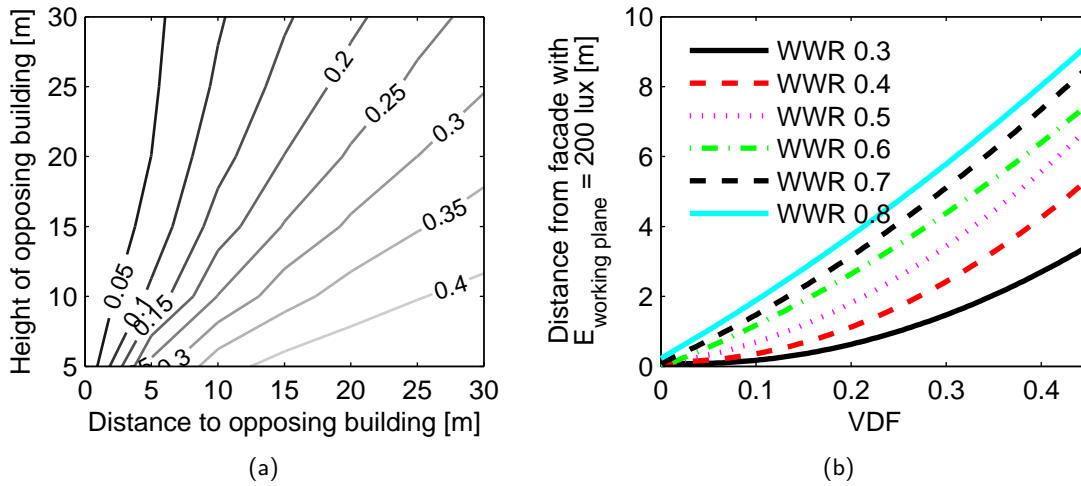 Height of opposing building [m]
30
25
20
15
10
5
0.05
0.1
0.15
0.2
0.25
0.3
0.35
0.4
0.3
0 5 10 15 20 25 30
Distance to opposing building [m]
(a)
Distance from facade with
E working plane = 200 lux [m]
10
8
6
4
2
0
WWR 0.3
WWR 0.4
WWR 0.5
WWR 0.6
WWR 0.7
WWR 0.8
0 0.1 0.2 0.3 0.4
VDF
(b)